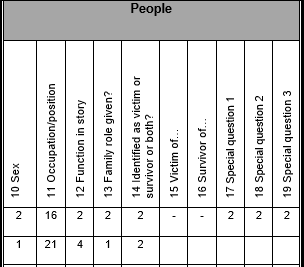 People
10 Sex
11 Occupation/position
12 Function in story
13 Family role given?
14 Identified as victim or
survivor or both?
15 Victim of...
16 Survivor of...
17 Special question 1
18 Special question 2
19 Special question 3
2 16 2 2 2 - - 2 2 2
1 21 4 1 2